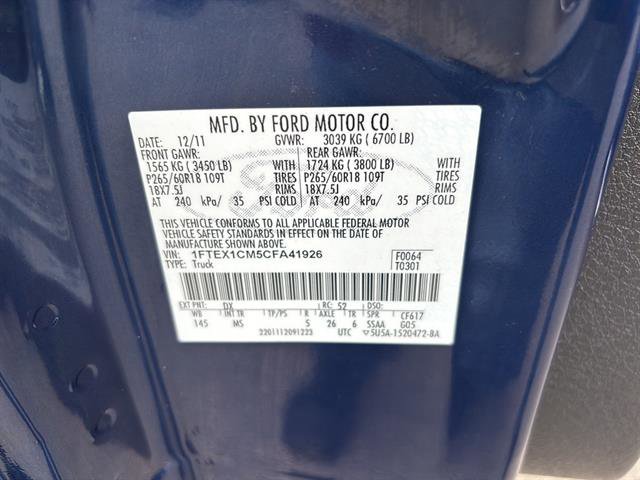 MFD. BY FORD MOTOR CO.
DATE: 12/11 GVWR: 3039 KG ( 6700 LB)
FRONT GAWR: REAR GAWR:
1565 KG ( 3450 LB) WITH 1724 KG ( 3800 LB) WITH
P265/60R18 109T TIRES P265/60R18 109T TIRES
18X7.5J RIMS 18X7.5J RIMS
AT 240 kPa/ 35 PSI COLD AT 240 kPa/ 35 PSI COLD
THIS VEHICLE CONFORMS TO ALL APPLICABLE FEDERAL MOTOR
VEHICLE SAFETY STANDARDS IN EFFECT ON THE DATE OF
MANUFACTURE SHOWN ABOVE.
VIN: 1FTEX1CM5CFA41926 F0064
TYPE: Truck T0301
EXT PNT: DX RC: 52 DSO:
WB INT TR TP/PS R AXLE TR SPR CF617
145 MS 5 26 6 SSAA G05
2201112091223 UTC ▽5U5A-1520472-BA